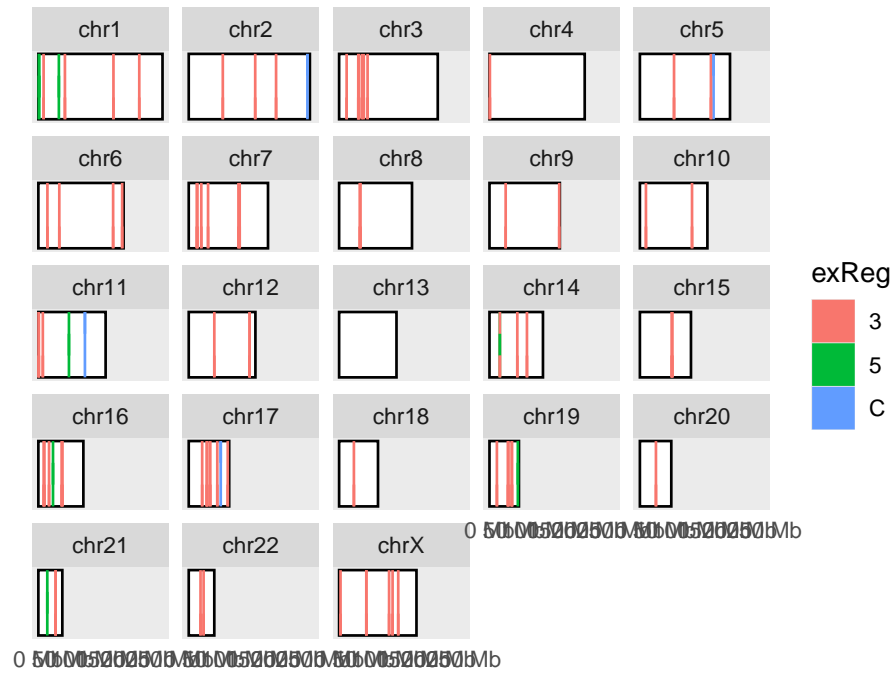 chr1 chr2 chr3 chr4 chr5
chr6 chr7 chr8 chr9 chr10
exReg
3
5
C
chr11 chr12 chr13 chr14 chr15
chr16 chr17 chr18 chr19 chr20
chr21 chr22 chrX